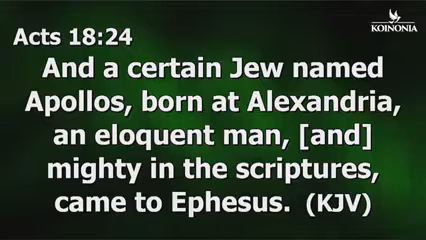 KOINONIA
Acts 18:24
And a certain Jew named
Apollos, born at Alexandria,
an eloquent man, [and]
mighty in the scriptures,
came to Ephesus. (KJV)